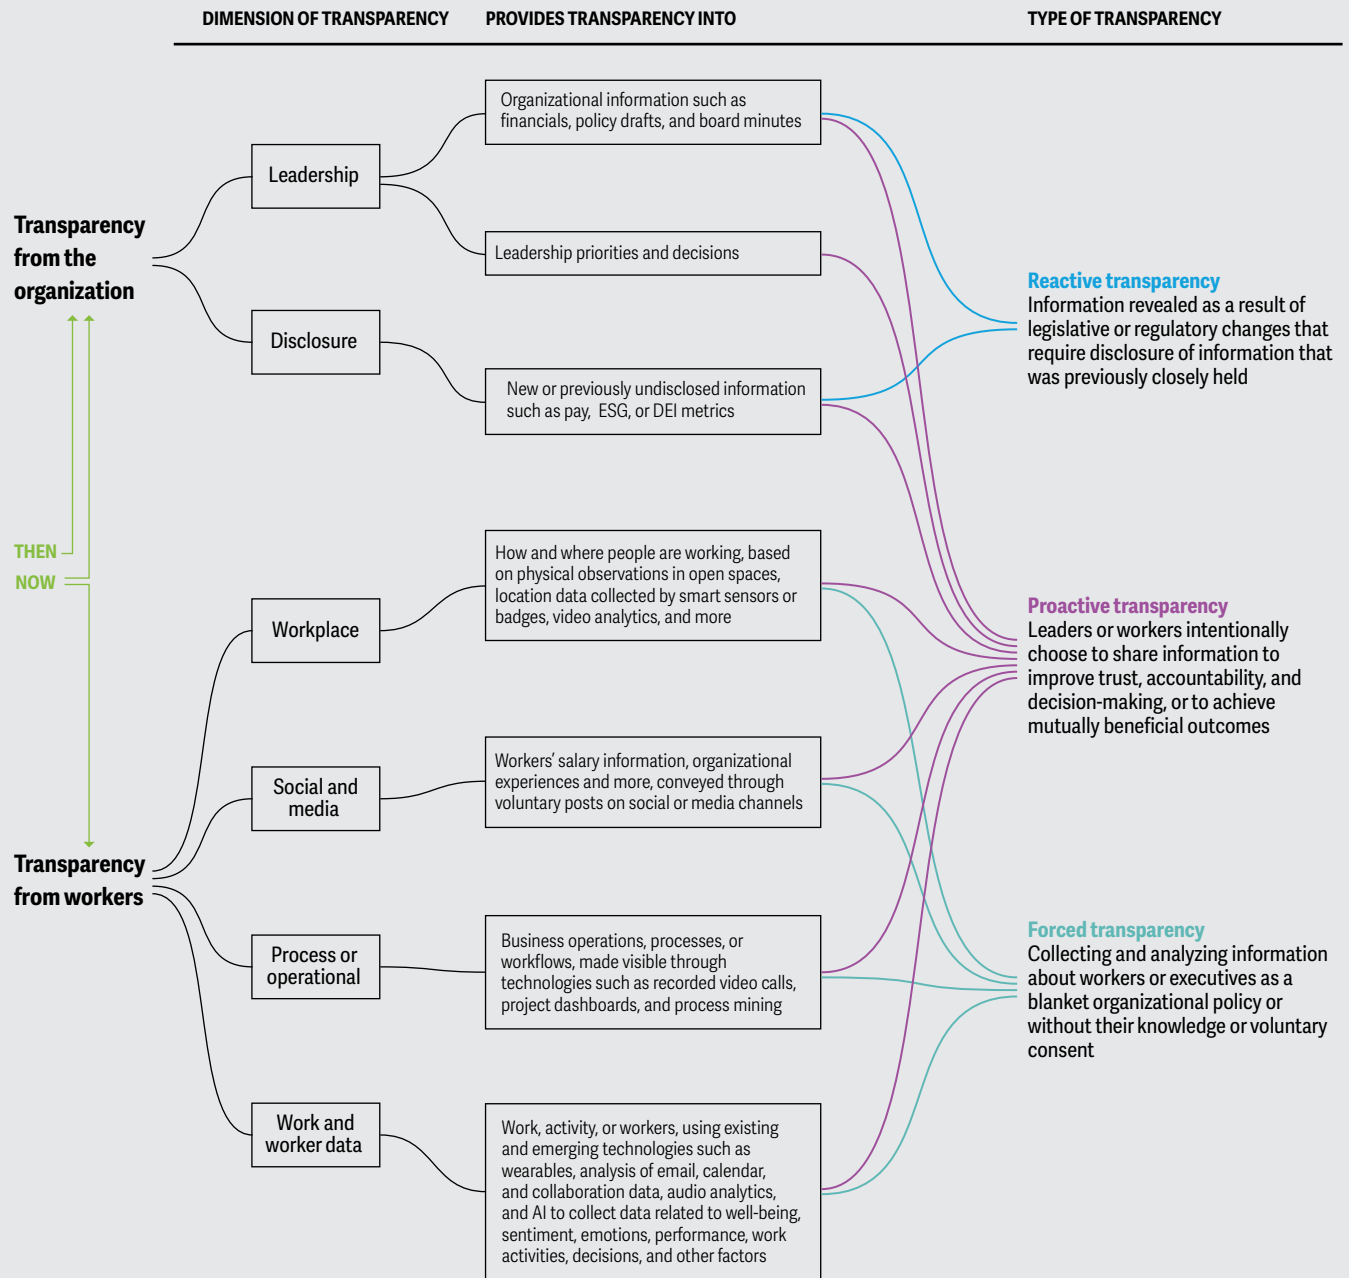 DIMENSION OF TRANSPARENCY
PROVIDES TRANSPARENCY INTO
TYPE OF TRANSPARENCY
Transparency
from the
organization
Leadership
Organizational information such as
financials, policy drafts, and board minutes
Leadership priorities and decisions
Disclosure
New or previously undisclosed information
such as pay, ESG, or DEI metrics
THEN
NOW
Transparency
from workers
Workplace
How and where people are working, based
on physical observations in open spaces,
location data collected by smart sensors or
badges, video analytics, and more
Social and
media
Workers’ salary information, organizational
experiences and more, conveyed through
voluntary posts on social or media channels
Process or
operational
Business operations, processes, or
workflows, made visible through
technologies such as recorded video calls,
project dashboards, and process mining
Work and
worker data
Work, activity, or workers, using existing
and emerging technologies such as
wearables, analysis of email, calendar,
and collaboration data, audio analytics,
and AI to collect data related to well-being,
sentiment, emotions, performance, work
activities, decisions, and other factors
Reactive transparency
Information revealed as a result of
legislative or regulatory changes that
require disclosure of information that
was previously closely held
Proactive transparency
Leaders or workers intentionally
choose to share information to
improve trust, accountability, and
decision-making, or to achieve
mutually beneficial outcomes
Forced transparency
Collecting and analyzing information
about workers or executives as a
blanket organizational policy or
without their knowledge or voluntary
consent